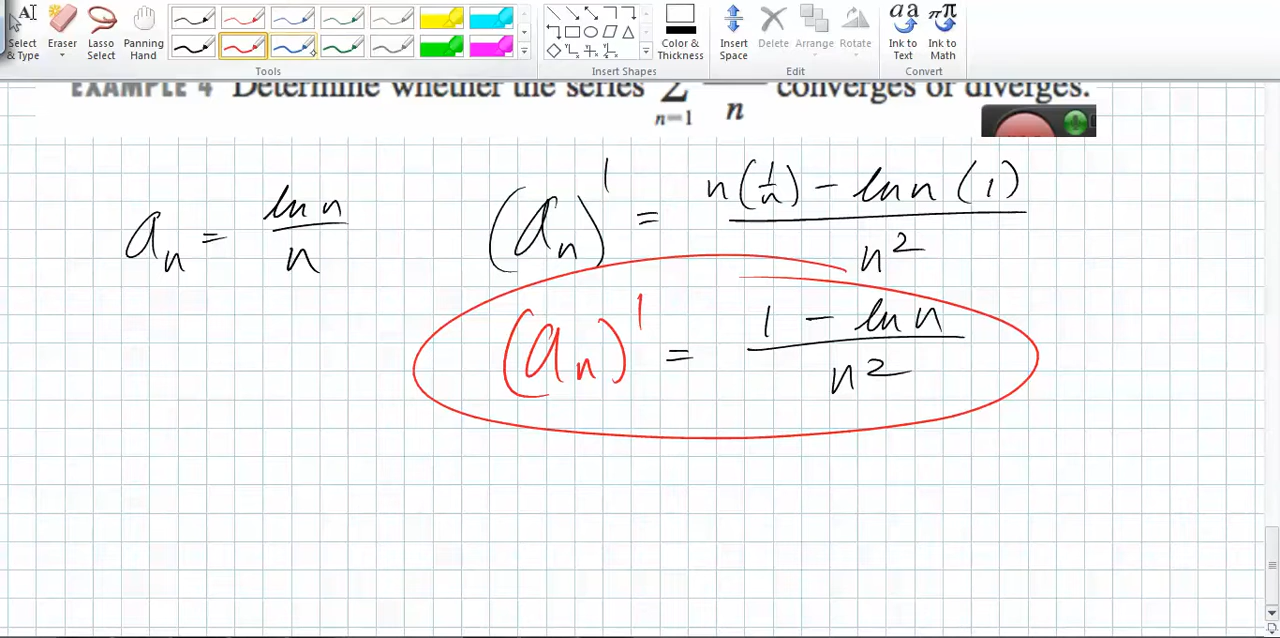 A
Select & Type
Eraser
Lasso Select
Panning Hand
Color & Thickness
Insert Space
Delete
Arrange
Rotate
Ink to Text
Ink to Math
Tools
Insert Shapes
Edit
Convert
EXAMPLE 4 Determine whether the series Σ n=1 / n converges or diverges.
a_n = ln n / n
(a_n)' = (n(1/n) − ln n (1)) / n²
(a_n)' = (1 − ln n) / n²